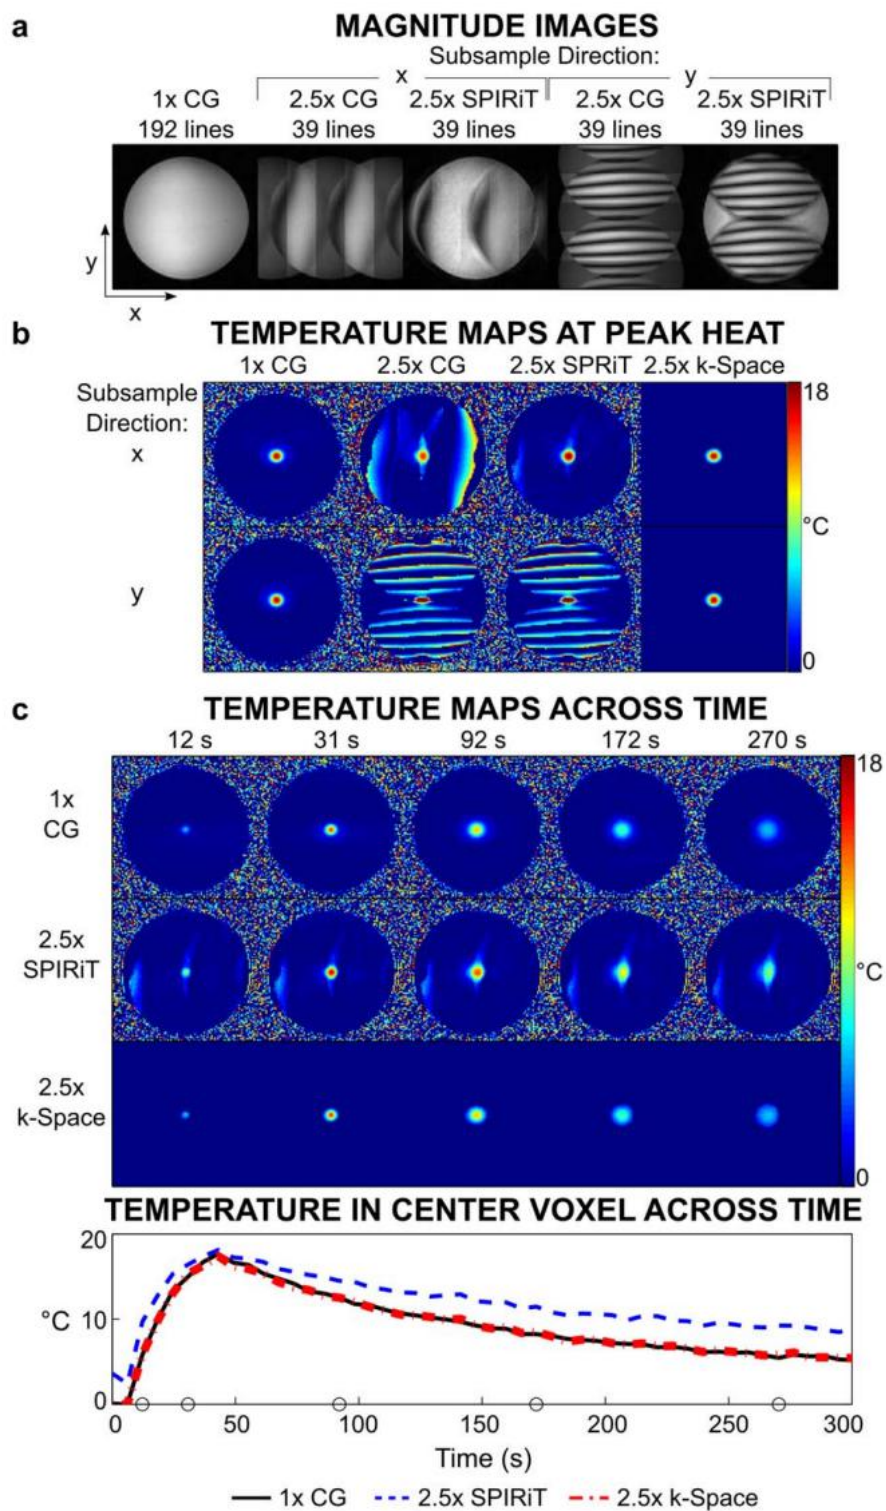 a
MAGNITUDE IMAGES
Subsample Direction:
x y
1x CG 2.5x CG 2.5x SPIRiT 2.5x CG 2.5x SPIRiT
192 lines 39 lines 39 lines 39 lines 39 lines
y
x
b
TEMPERATURE MAPS AT PEAK HEAT
1x CG 2.5x CG 2.5x SPRiT 2.5x k-Space
Subsample
Direction:
x
y
18
°C
0
c
TEMPERATURE MAPS ACROSS TIME
12 s 31 s 92 s 172 s 270 s
1x
CG
2.5x
SPIRiT
2.5x
k-Space
18
°C
0
TEMPERATURE IN CENTER VOXEL ACROSS TIME
20
°C
10
0
0 50 100 150 200 250 300
Time (s)
1x CG 2.5x SPIRiT 2.5x k-Space